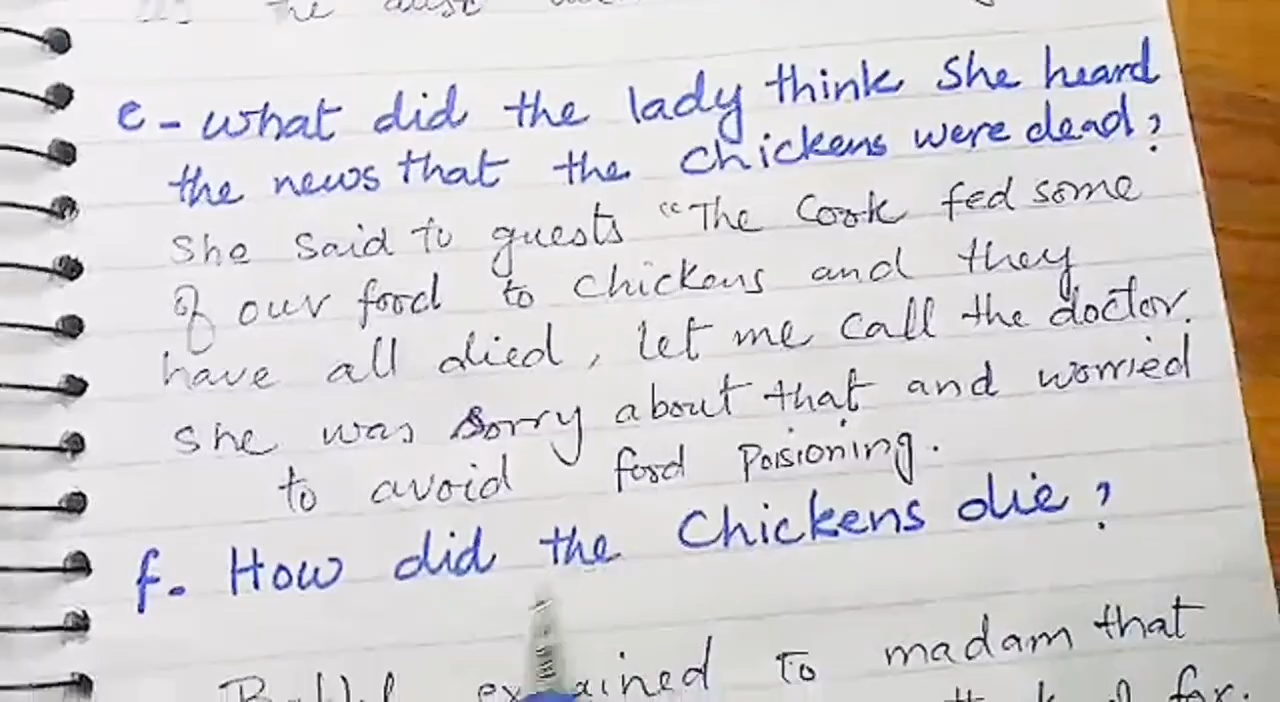 the
e - what did the lady think She heard
the news that the chickens were dead?
She said to guests "The Cook fed some
of our food to chickens and they
have all died, let me call the doctor.
She was sorry about that and worried
to avoid food Poisioning.
f. How did the Chickens die?
explained To madam that